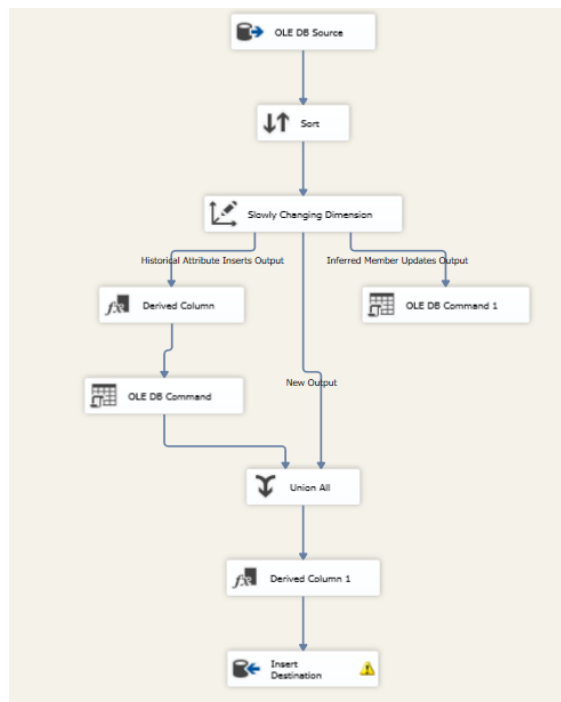 OLE DB Source
Sort
Slowly Changing Dimension
Historical Attribute Inserts Output
Inferred Member Updates Output
Derived Column
OLE DB Command 1
New Output
OLE DB Command
Union All
Derived Column 1
Insert
Destination